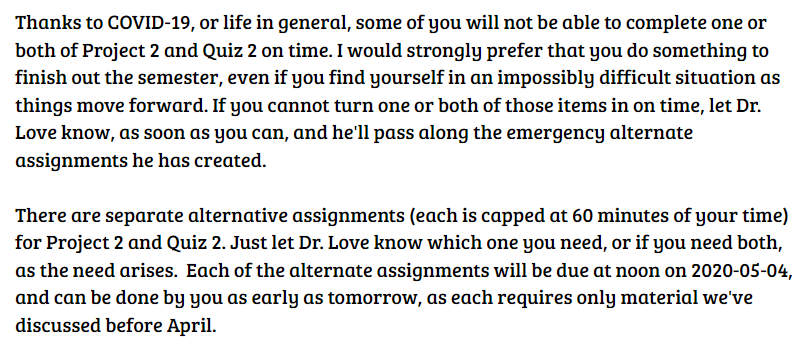 Thanks to COVID-19, or life in general, some of you will not be able to complete one or
both of Project 2 and Quiz 2 on time. I would strongly prefer that you do something to
finish out the semester, even if you find yourself in an impossibly difficult situation as
things move forward. If you cannot turn one or both of those items in on time, let Dr.
Love know, as soon as you can, and he'll pass along the emergency alternate
assignments he has created.
There are separate alternative assignments (each is capped at 60 minutes of your time)
for Project 2 and Quiz 2. Just let Dr. Love know which one you need, or if you need both,
as the need arises.  Each of the alternate assignments will be due at noon on 2020-05-04,
and can be done by you as early as tomorrow, as each requires only material we've
discussed before April.